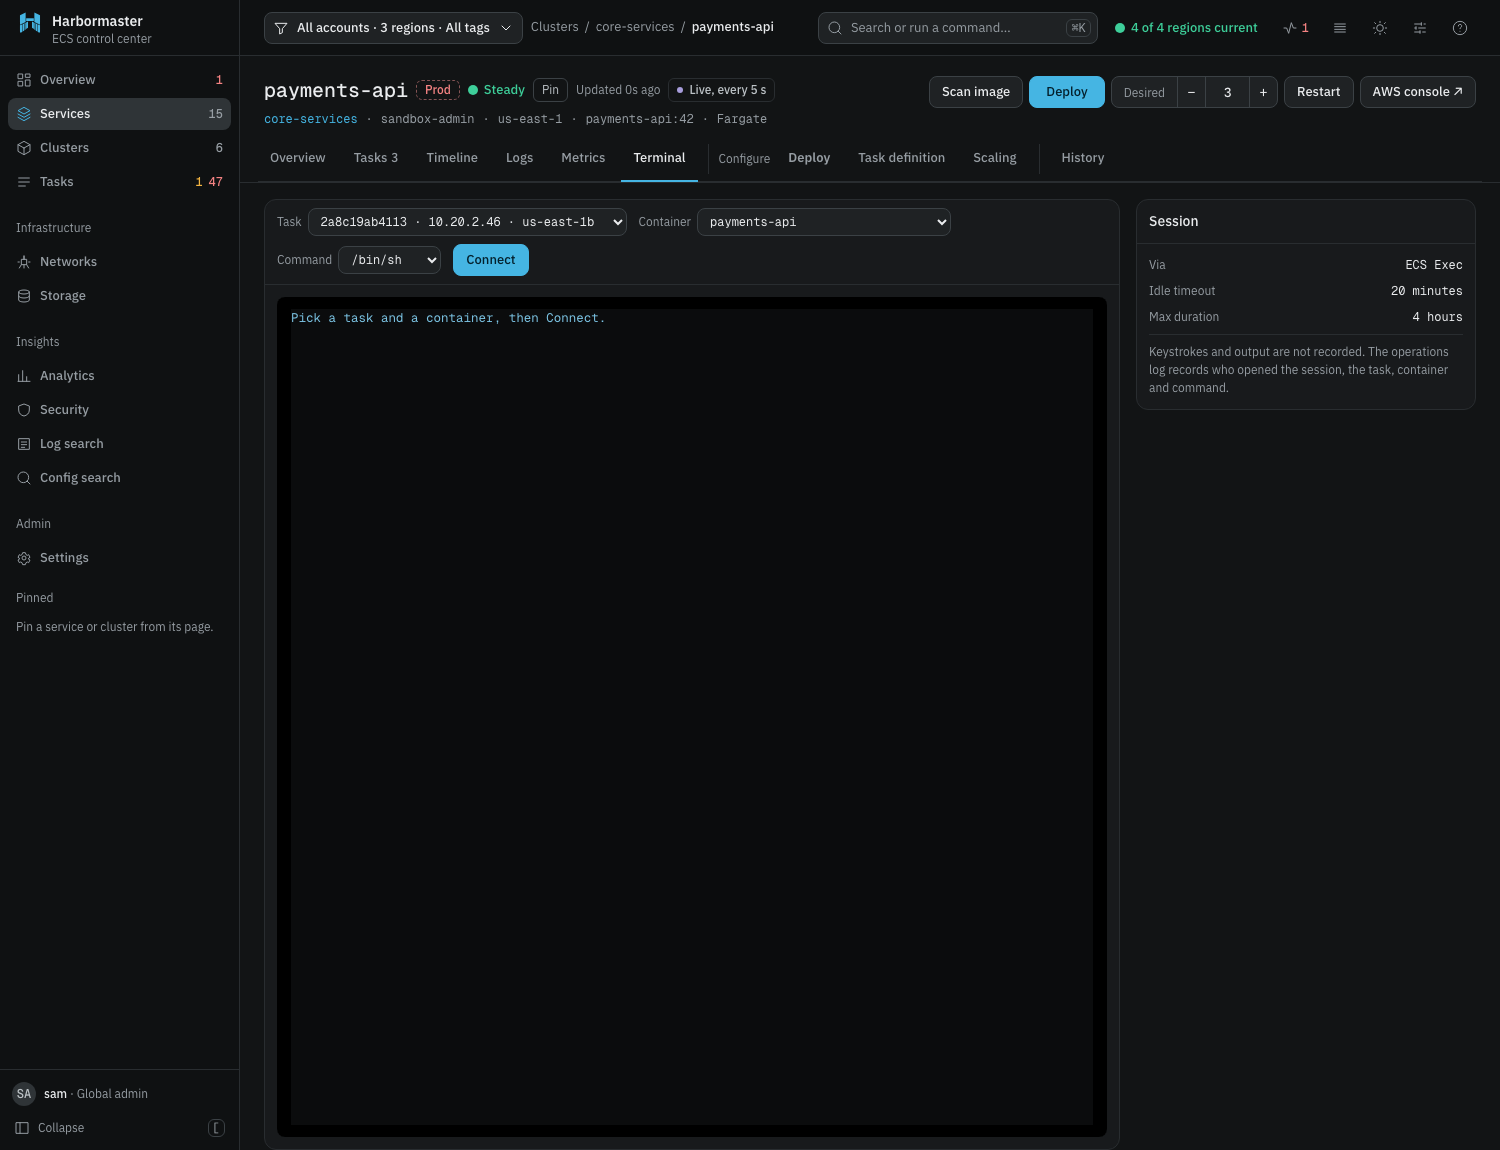 Harbormaster
ECS control center
Overview 1
Services 15
Clusters 6
Tasks 1 47
Infrastructure
Networks
Storage
Insights
Analytics
Security
Log search
Config search
Admin
Settings
Pinned
Pin a service or cluster from its page.
SA sam · Global admin
Collapse [
All accounts · 3 regions · All tags
Clusters / core-services / payments-api
Search or run a command... ⌘K
4 of 4 regions current
1
payments-api Prod Steady Pin Updated 0s ago Live, every 5 s
Scan image Deploy Desired − 3 + Restart AWS console ↗
core-services · sandbox-admin · us-east-1 · payments-api:42 · Fargate
Overview Tasks 3 Timeline Logs Metrics Terminal Configure Deploy Task definition Scaling History
Task 2a8c19ab4113 · 10.20.2.46 · us-east-1b Container payments-api
Command /bin/sh Connect
Pick a task and a container, then Connect.
Session
Via ECS Exec
Idle timeout 20 minutes
Max duration 4 hours
Keystrokes and output are not recorded. The operations
log records who opened the session, the task, container
and command.